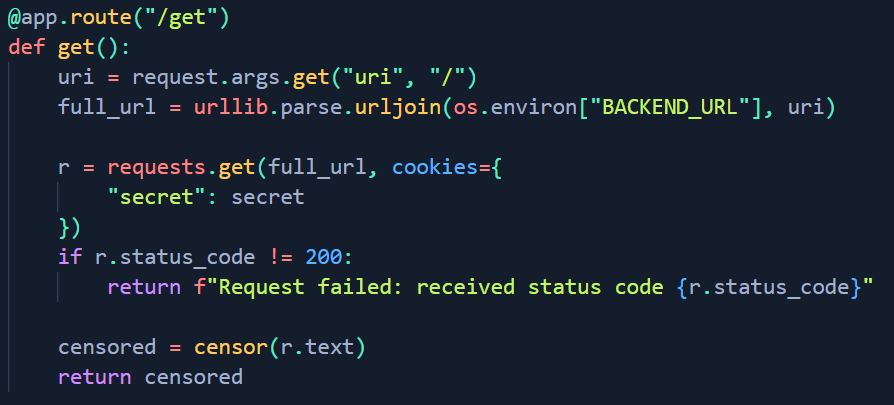 @app.route("/get")
def get():
    uri = request.args.get("uri", "/")
    full_url = urllib.parse.urljoin(os.environ["BACKEND_URL"], uri)

    r = requests.get(full_url, cookies={
        "secret": secret
    })
    if r.status_code != 200:
        return f"Request failed: received status code {r.status_code}"

    censored = censor(r.text)
    return censored